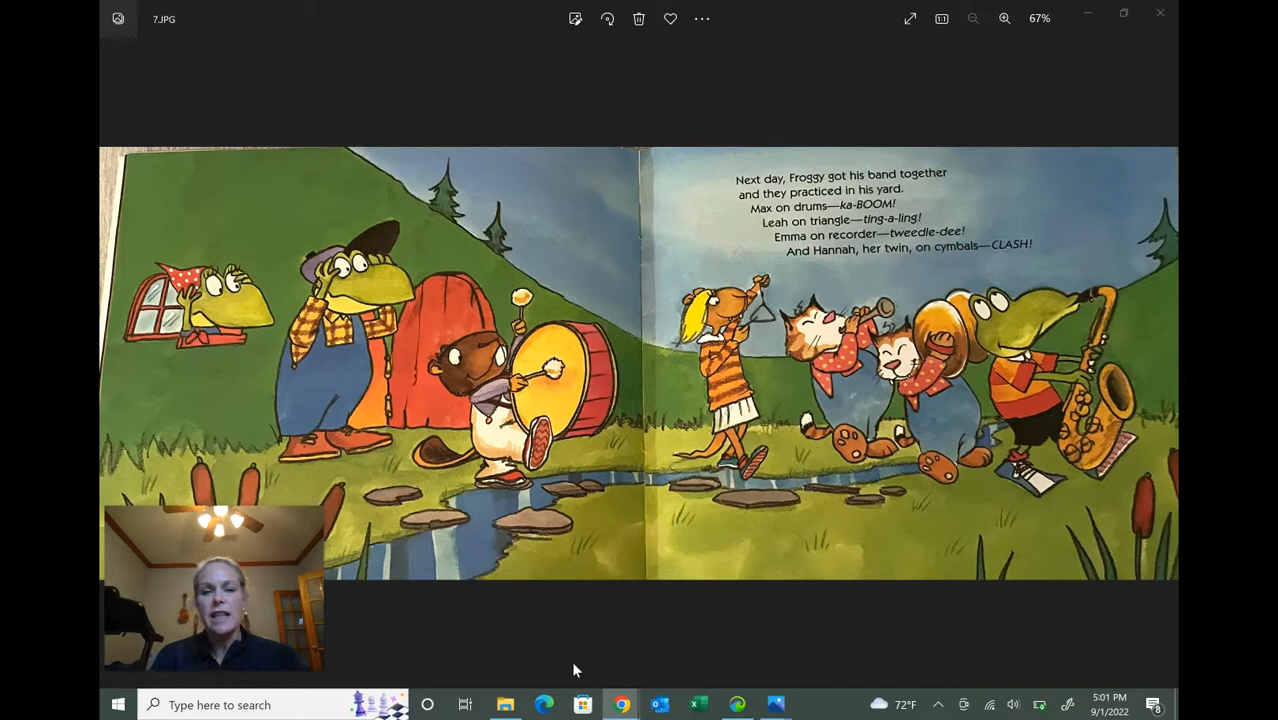 7.JPG
67%
Next day, Froggy got his band together
and they practiced in his yard.
Max on drums—ka-BOOM!
Leah on triangle—ting-a-ling!
Emma on recorder—tweedle-dee!
And Hannah, her twin, on cymbals—CLASH!
Type here to search
72°F
5:01 PM
9/1/2022
8